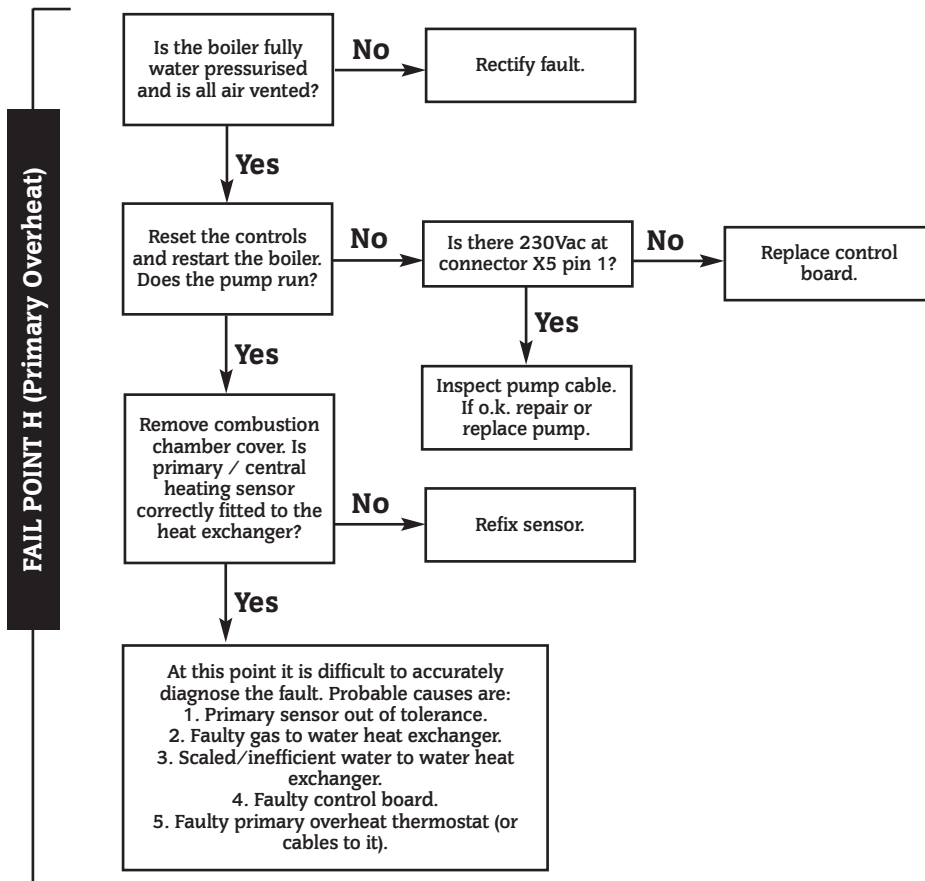 FAIL POINT H (Primary Overheat)
Is the boiler fully
water pressurised
and is all air vented?
No
Rectify fault.
Yes
Reset the controls
and restart the boiler.
Does the pump run?
No
Is there 230Vac at
connector X5 pin 1?
No
Replace control
board.
Yes
Inspect pump cable.
If o.k. repair or
replace pump.
Yes
Remove combustion
chamber cover. Is
primary / central
heating sensor
correctly fitted to the
heat exchanger?
No
Refix sensor.
Yes
At this point it is difficult to accurately
diagnose the fault. Probable causes are:
1. Primary sensor out of tolerance.
2. Faulty gas to water heat exchanger.
3. Scaled/inefficient water to water heat
exchanger.
4. Faulty control board.
5. Faulty primary overheat thermostat (or
cables to it).